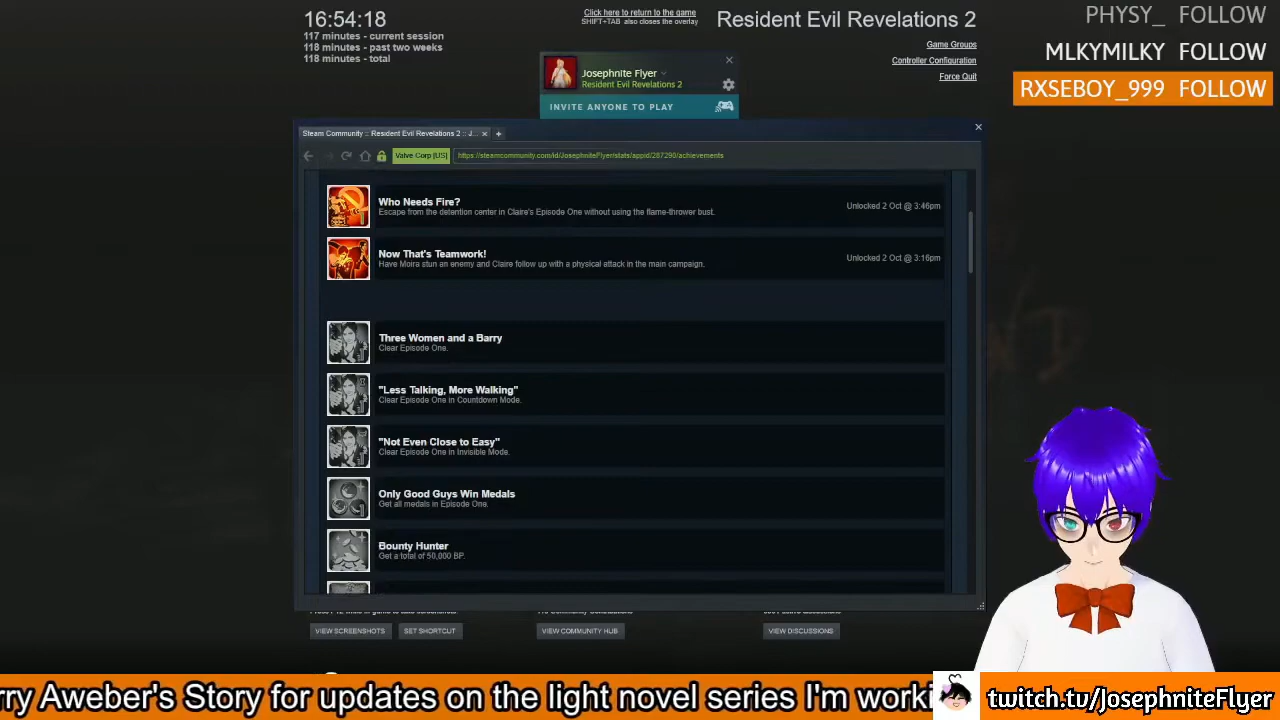 16:54:18
117 minutes - current session
118 minutes - past two weeks
118 minutes - total
Click here to return to the game
SHIFT+TAB also closes the overlay
Resident Evil Revelations 2
Game Groups
Controller Configuration
Force Quit
PHYSY_ FOLLOW
MLKYMILKY FOLLOW
RXSEBOY_999 FOLLOW
Josephnite Flyer
Resident Evil Revelations 2
INVITE ANYONE TO PLAY
Steam Community :: Resident Evil Revelations 2 :: J...
Valve Corp [US]
https://steamcommunity.com/id/JosephniteFlyer/stats/appid/287290/achievements
Who Needs Fire?
Escape from the detention center in Claire's Episode One without using the flame-thrower bust.
Unlocked 2 Oct @ 3:46pm
Now That's Teamwork!
Have Moira stun an enemy and Claire follow up with a physical attack in the main campaign.
Unlocked 2 Oct @ 3:16pm
Three Women and a Barry
Clear Episode One.
"Less Talking, More Walking"
Clear Episode One in Countdown Mode.
"Not Even Close to Easy"
Clear Episode One in Invisible Mode.
Only Good Guys Win Medals
Get all medals in Episode One.
Bounty Hunter
Get a total of 50,000 BP.
VIEW SCREENSHOTS
SET SHORTCUT
VIEW COMMUNITY HUB
VIEW DISCUSSIONS
rry Aweber's Story for updates on the light novel series I'm worki
twitch.tv/JosephniteFlyer